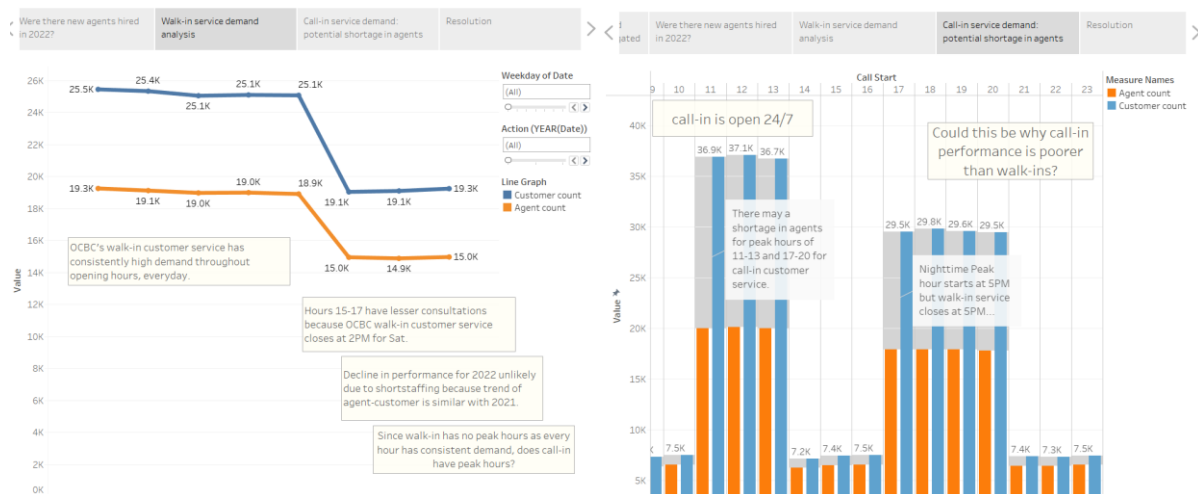 Were there new agents hired
in 2022?
Walk-in service demand
analysis
Call-in service demand:
potential shortage in agents
Resolution
26K
24K
22K
20K
18K
16K
14K
12K
10K
8K
6K
4K
2K
0K
Value
25.5K
25.4K
25.1K
25.1K
25.1K
19.1K
19.1K
19.3K
19.3K
19.1K
19.0K
19.0K
18.9K
15.0K
14.9K
15.0K
OCBC's walk-in customer service has
consistently high demand throughout
opening hours, everyday.
Hours 15-17 have lesser consultations
because OCBC walk-in customer service
closes at 2PM for Sat.
Decline in performance for 2022 unlikely
due to shortstaffing because trend of
agent-customer is similar with 2021.
Since walk-in has no peak hours as every
hour has consistent demand, does call-in
have peak hours?
Weekday of Date
(All)
Action (YEAR(Date))
(All)
Line Graph
Customer count
Agent count
gated
Were there new agents hired
in 2022?
Walk-in service demand
analysis
Call-in service demand:
potential shortage in agents
Resolution
Call Start
9 10 11 12 13 14 15 16 17 18 19 20 21 22 23
Measure Names
Agent count
Customer count
40K
35K
30K
25K
20K
15K
10K
5K
Value
call-in is open 24/7
Could this be why call-in
performance is poorer
than walk-ins?
36.9K
37.1K
36.7K
There may a
shortage in agents
for peak hours of
11-13 and 17-20 for
call-in customer
service.
29.5K
29.8K
29.6K
29.5K
Nighttime Peak
hour starts at 5PM
but walk-in service
closes at 5PM...
7.5K
7.2K
7.4K
7.5K
7.4K
7.3K
7.5K